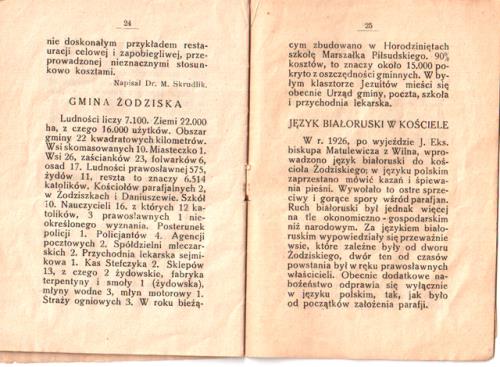 24
nie doskonałym przykładem resta-
uracji celowej i zapobiegliwej, prze-
prowadzonej nieznacznymi stosun-
kowo kosztami.
Napisał Dr. M. Skrudlik.
GMINA ŻODZISKA
Ludności liczy 7.100. Ziemi 22.000
ha, z czego 16.000 użytków. Obszar
gminy 22 kwadratowych kilometrów.
Wsi skomasowanych 10. Miasteczko 1.
Wsi 26, zaścianków 23, folwarków 6,
osad 17. Ludności prawosławnej 575,
żydów 11, reszta to znaczy 6.514
katolików. Kościołów parafjalnych 2,
w Żodziszkach i Daniuszewie. Szkół
10. Nauczycieli 16, z których 12 ka-
tolików, 3 prawosławnych 1 nie-
określonego wyznania. Posterunek
policji 1. Policjantów 4. Agencji
pocztowych 2. Spółdzielni mleczar-
skich 2. Przychodnia lekarska sejmi-
kowa 1. Kas Stefczyka 2. Sklepów
13, z czego 2 żydowskie, fabryka
terpentyny i smoły 1 (żydowska),
młyny wodne 3, młyn motorowy 1.
Straży ogniowych 3. W roku bieżą-
25
cym zbudowano w Horodziniętach
szkołę Marszałka Piłsudskiego. 90%
kosztów, to znaczy około 15.000 po-
kryto z oszczędności gminnych. W by-
łym klasztorze Jezuitów mieści się
obecnie Urząd gminy, poczta, szkoła
i przychodnia lekarska.
JĘZYK BIAŁORUSKI W KOŚCIELE
W r. 1926, po wyjeździe J. Eks.
biskupa Matulewicza z Wilna, wpro-
wadzono język białoruski do koś-
cioła Żodziskiego; w języku polskim
zaprzestano mówić kazań i śpiewa-
nia pieśni. Wywołało to ostre sprze-
ciwy i gorące spory wśród parafjan.
Ruch białoruski był jednak więcej
na tle ekonomiczno-gospodarskim
niż narodowym. Za językiem biało-
ruskim wypowiedziały się przeważnie
wsie, które zależne były od dworu
Żodziskiego, dwór ten od czasów
powstania był w ręku prawosławnych
właścicieli. Obecnie dodatkowe na-
bożeństwo odprawia się wyłącznie
w języku polskim, tak, jak było
od początków założenia parafji.